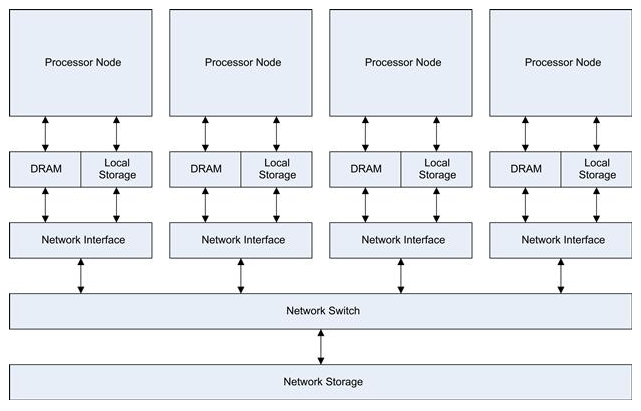 Processor Node
Processor Node
Processor Node
Processor Node
DRAM
Local
Storage
DRAM
Local
Storage
DRAM
Local
Storage
DRAM
Local
Storage
Network Interface
Network Interface
Network Interface
Network Interface
Network Switch
Network Storage